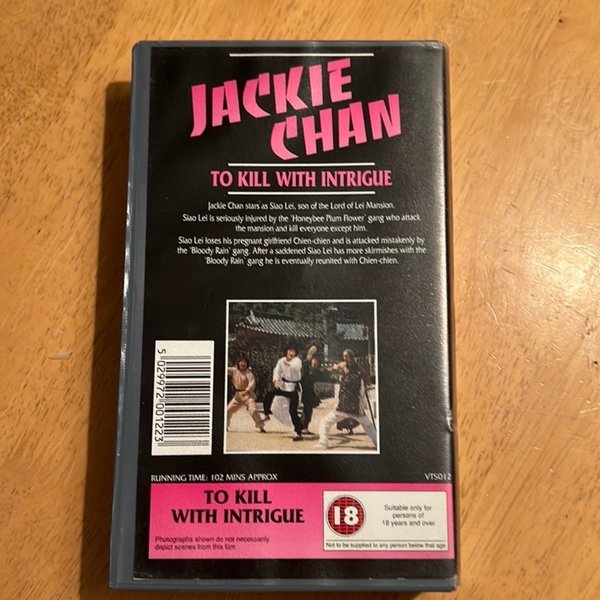 JACKIE
CHAN
TO KILL WITH INTRIGUE
Jackie Chan stars as Siao Lei, son of the Lord of Lei Mansion.
Siao Lei is seriously injured by the 'Honeybee Plum Flower' gang who attack
the mansion and kill everyone except him.
Siao Lei loses his pregnant girlfriend Chien-chien and is attacked mistakenly by
the 'Bloody Rain' gang. After a saddened Siao Lei has more skirmishes with the
'Bloody Rain' gang he is eventually reunited with Chien-chien.
5 029972 001223
RUNNING TIME: 102 MINS APPROX
VTS012
TO KILL
WITH INTRIGUE
Photographs shown do not necessarily
depict scenes from this film
18
Suitable only for
persons of
18 years and over.
Not to be supplied to any person below that age.